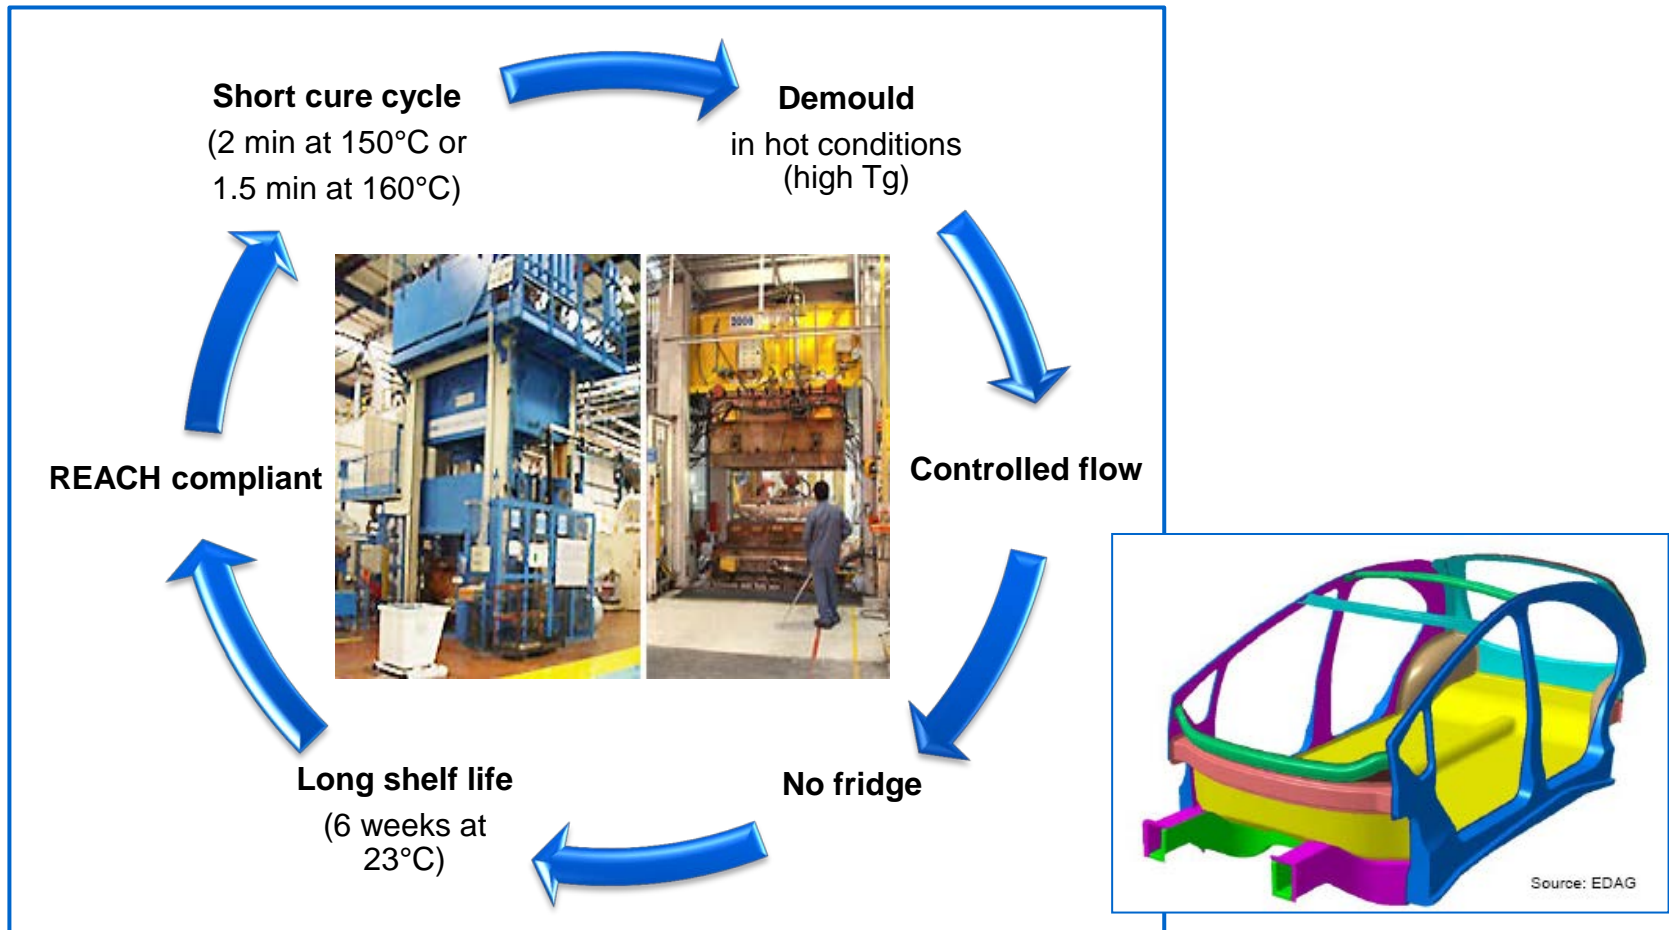 Short cure cycle
(2 min at 150°C or
1.5 min at 160°C)
Demould
in hot conditions
(high Tg)
Controlled flow
No fridge
Long shelf life
(6 weeks at
23°C)
REACH compliant
2000
Source: EDAG